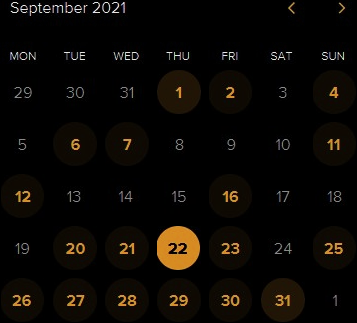 September 2021
MON TUE WED THU FRI SAT SUN
29 30 31 1 2 3 4
5 6 7 8 9 10 11
12 13 14 15 16 17 18
19 20 21 22 23 24 25
26 27 28 29 30 31 1